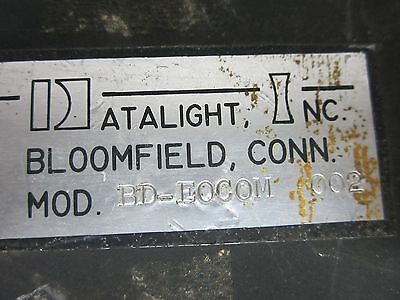 DATALIGHT, INC.
BLOOMFIELD, CONN.
MOD. BD-EOCOM 002